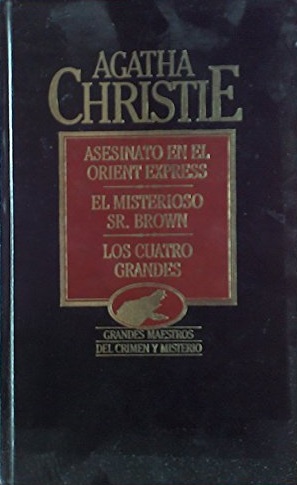 AGATHA
CHRISTIE
ASESINATO EN EL
ORIENT EXPRESS
EL MISTERIOSO
SR. BROWN
LOS CUATRO
GRANDES
GRANDES MAESTROS
DEL CRIMEN Y MISTERIO